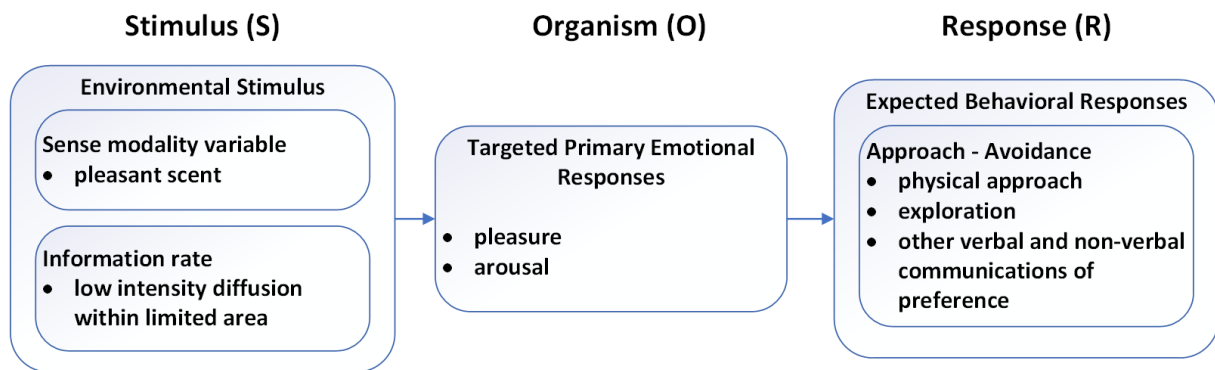 Stimulus (S)
Organism (O)
Response (R)
Environmental Stimulus
Sense modality variable
• pleasant scent
Information rate
• low intensity diffusion
within limited area
Targeted Primary Emotional
Responses
• pleasure
• arousal
Expected Behavioral Responses
Approach - Avoidance
• physical approach
• exploration
• other verbal and non-verbal
communications of
preference